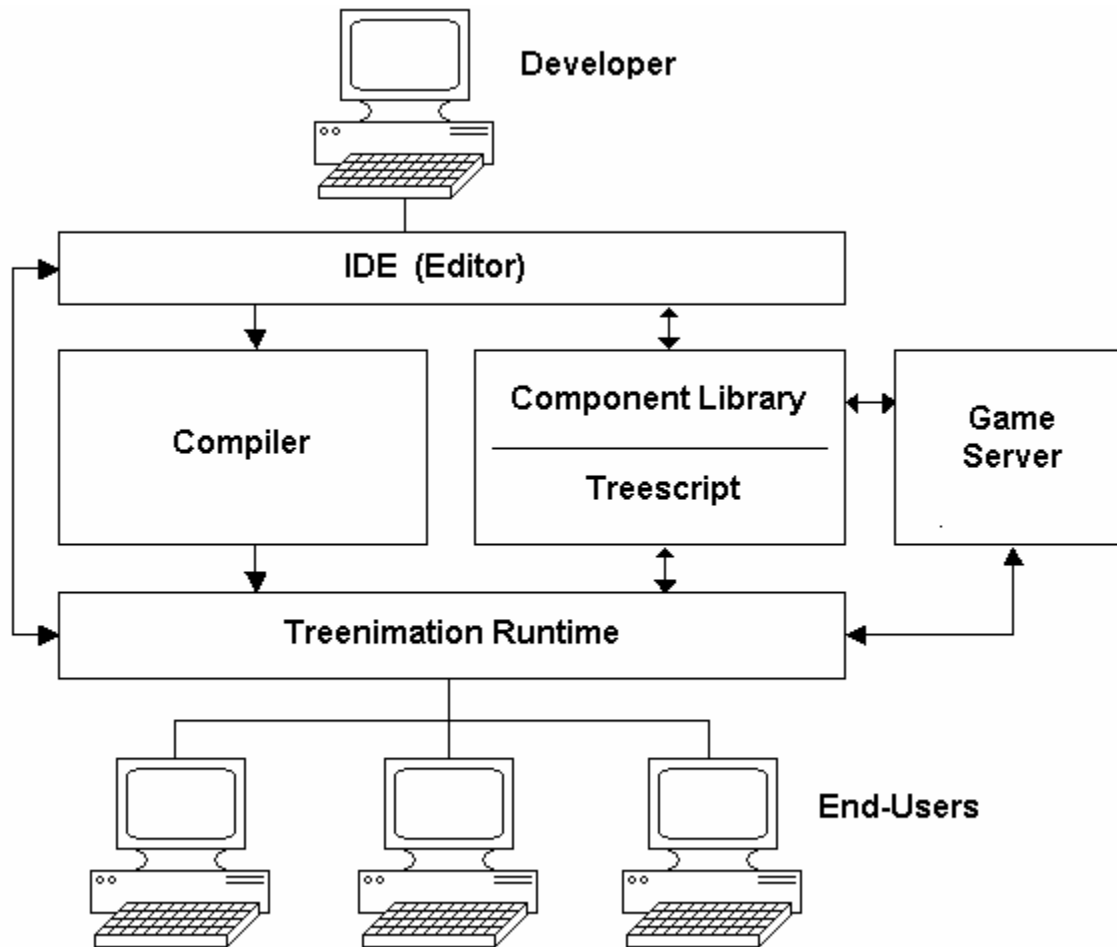 Developer
IDE (Editor)
Compiler
Component Library
Treescript
Game
Server
Treenimation Runtime
End-Users